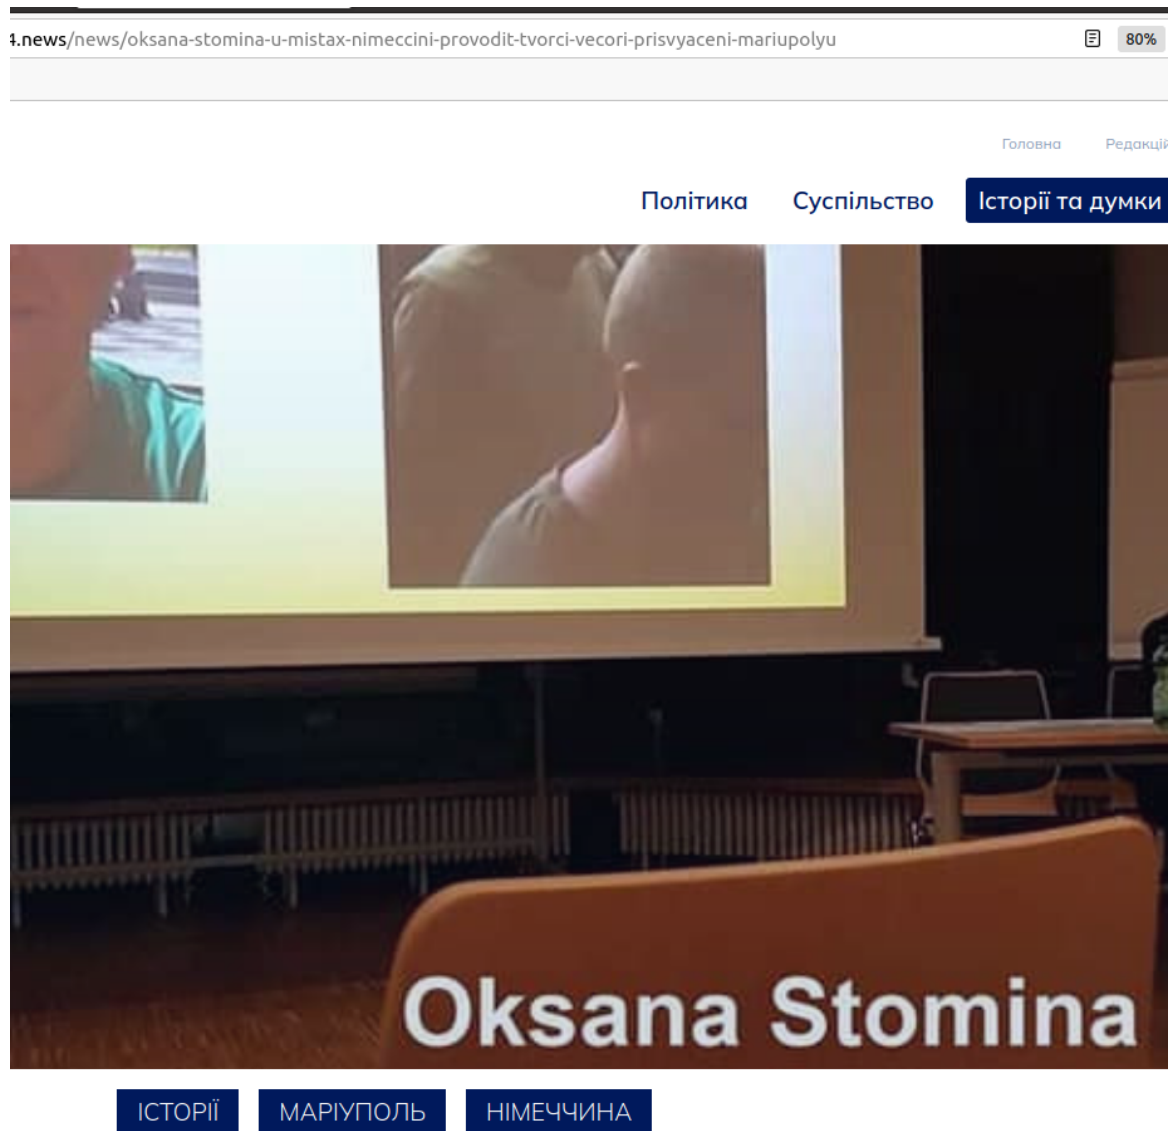 4.news/news/oksana-stomina-u-mistax-nimeccini-provodit-tvorci-vecori-prisvyaceni-mariupolyu 80%
Головна Редакцій
Політика Суспільство Історії та думки
Oksana Stomina
ІСТОРІЇ МАРІУПОЛЬ НІМЕЧЧИНА